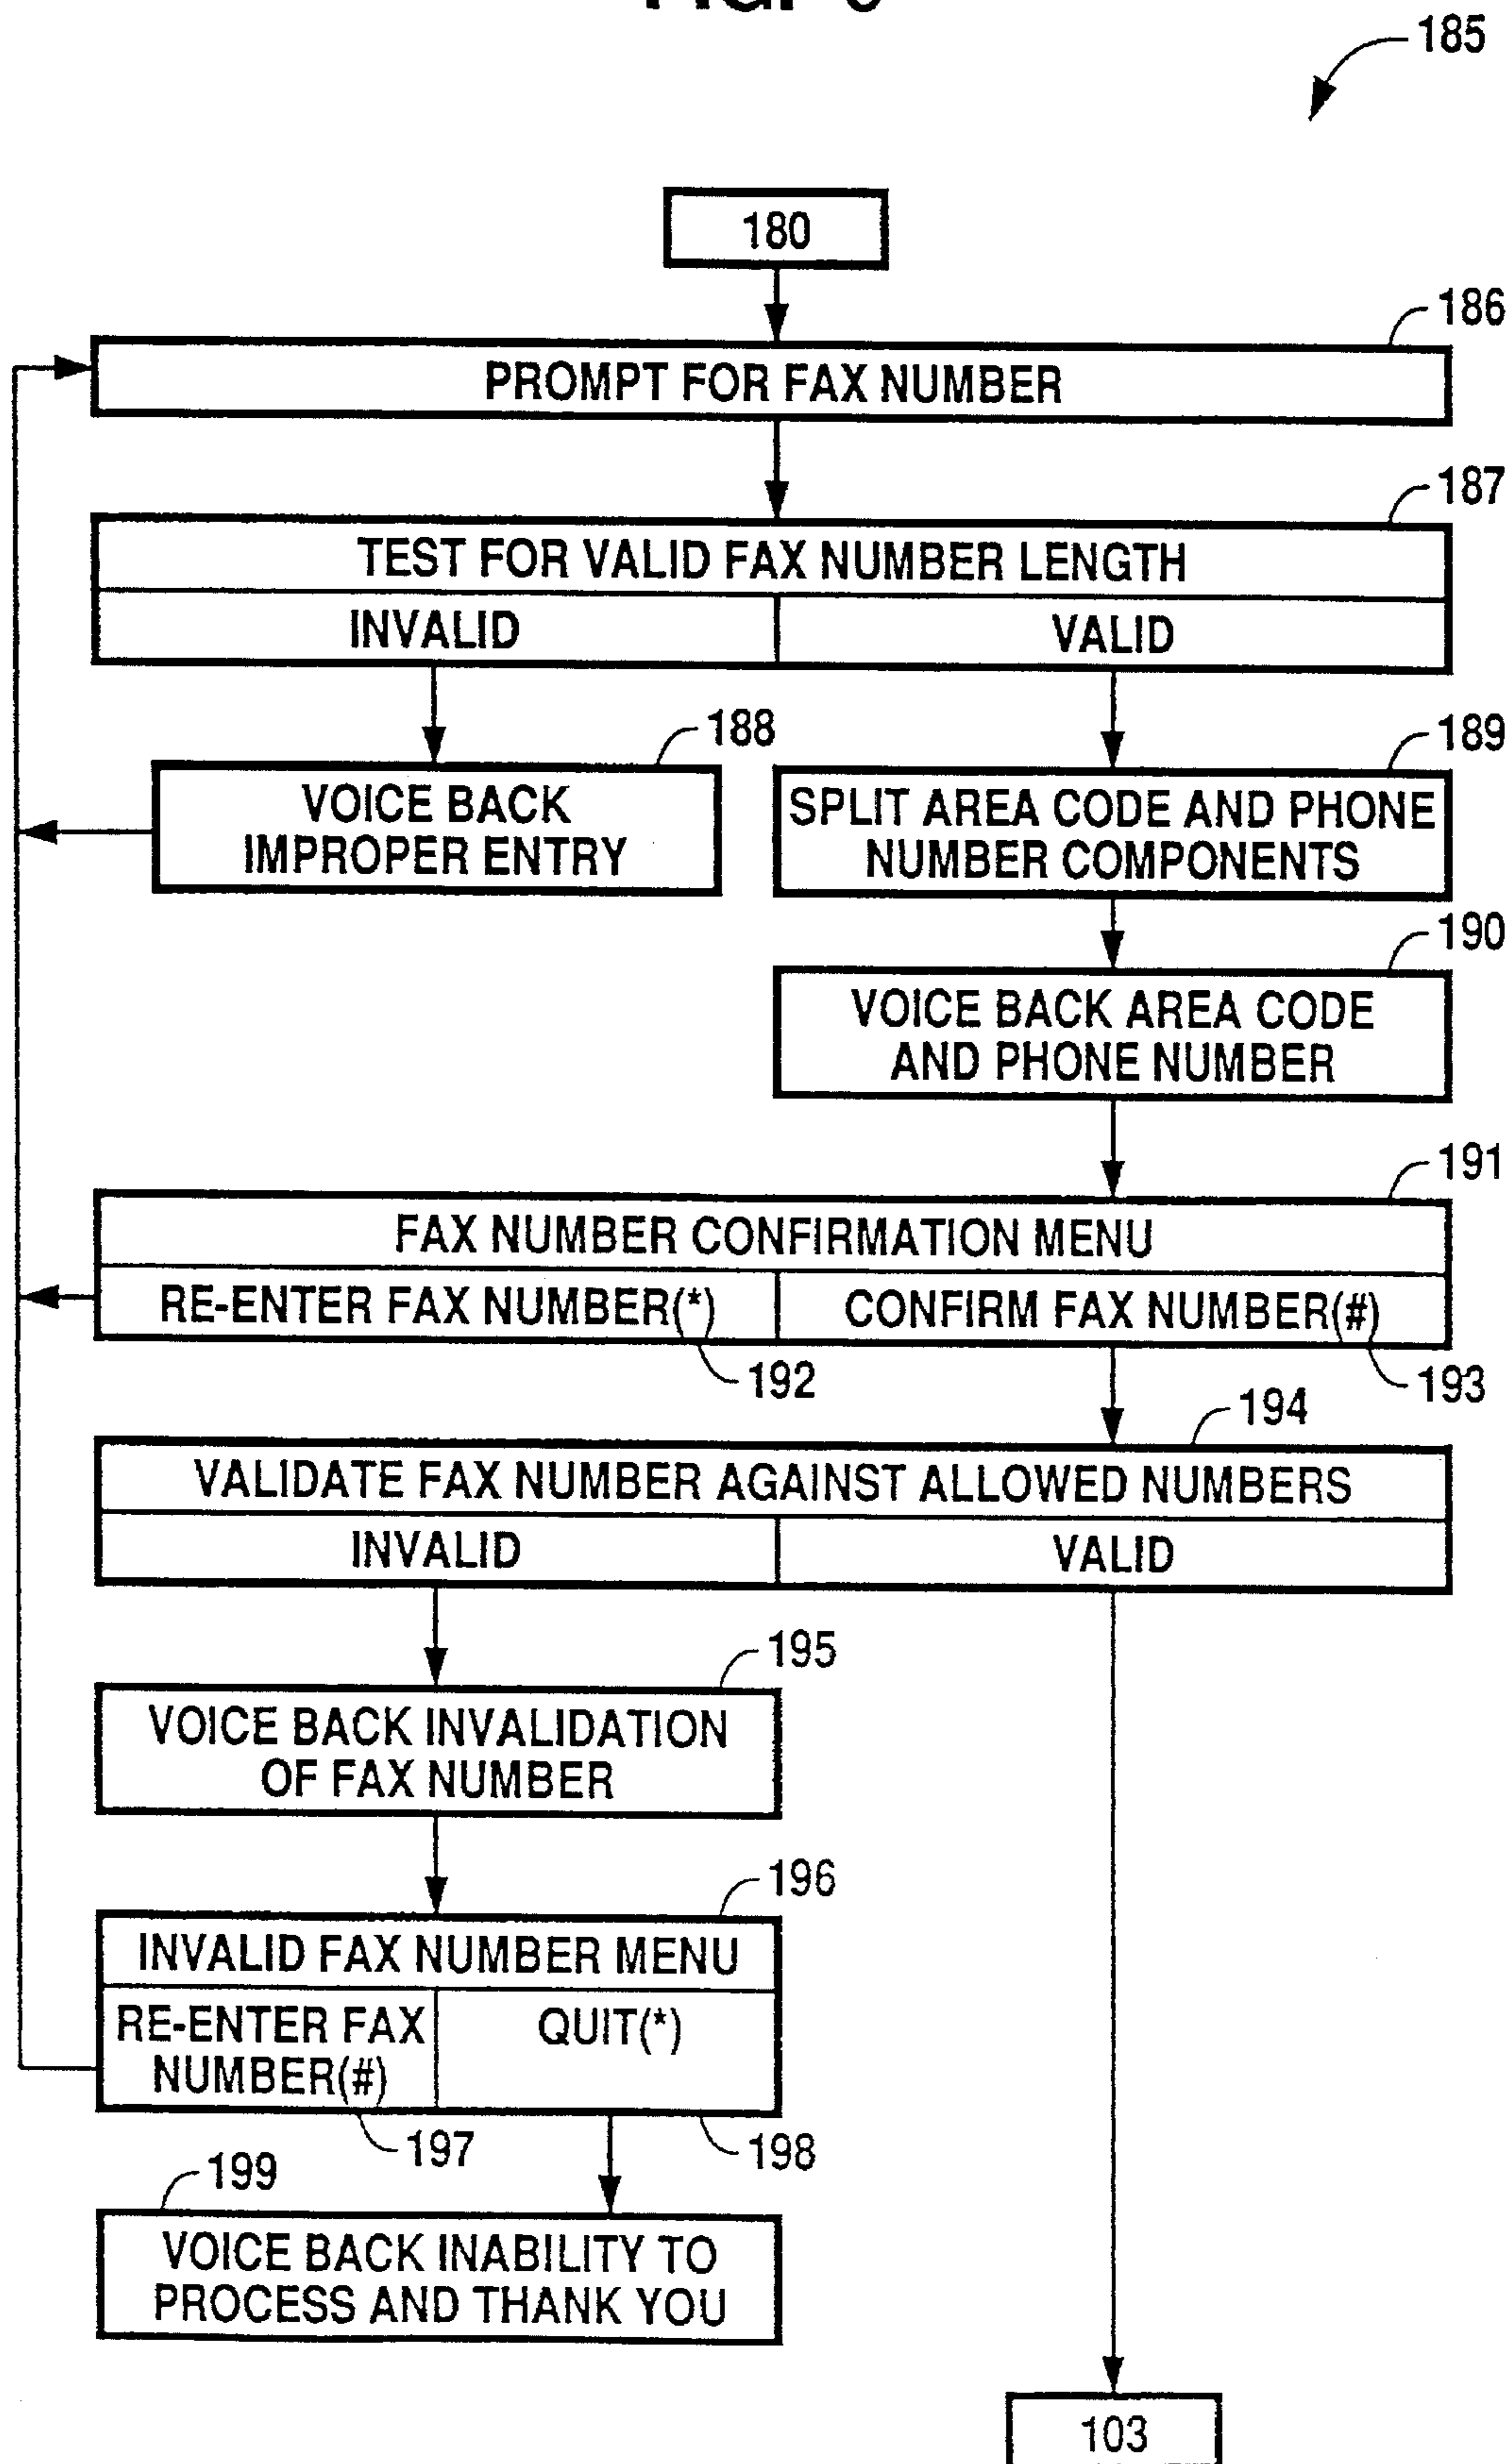 185
180
186
PROMPT FOR FAX NUMBER
187
TEST FOR VALID FAX NUMBER LENGTH
INVALID
VALID
188
VOICE BACK
IMPROPER ENTRY
189
SPLIT AREA CODE AND PHONE
NUMBER COMPONENTS
190
VOICE BACK AREA CODE
AND PHONE NUMBER
191
FAX NUMBER CONFIRMATION MENU
RE-ENTER FAX NUMBER(*)
CONFIRM FAX NUMBER(#)
192
193
194
VALIDATE FAX NUMBER AGAINST ALLOWED NUMBERS
INVALID
VALID
195
VOICE BACK INVALIDATION
OF FAX NUMBER
196
INVALID FAX NUMBER MENU
RE-ENTER FAX
NUMBER(#)
QUIT(*)
197
198
199
VOICE BACK INABILITY TO
PROCESS AND THANK YOU
103